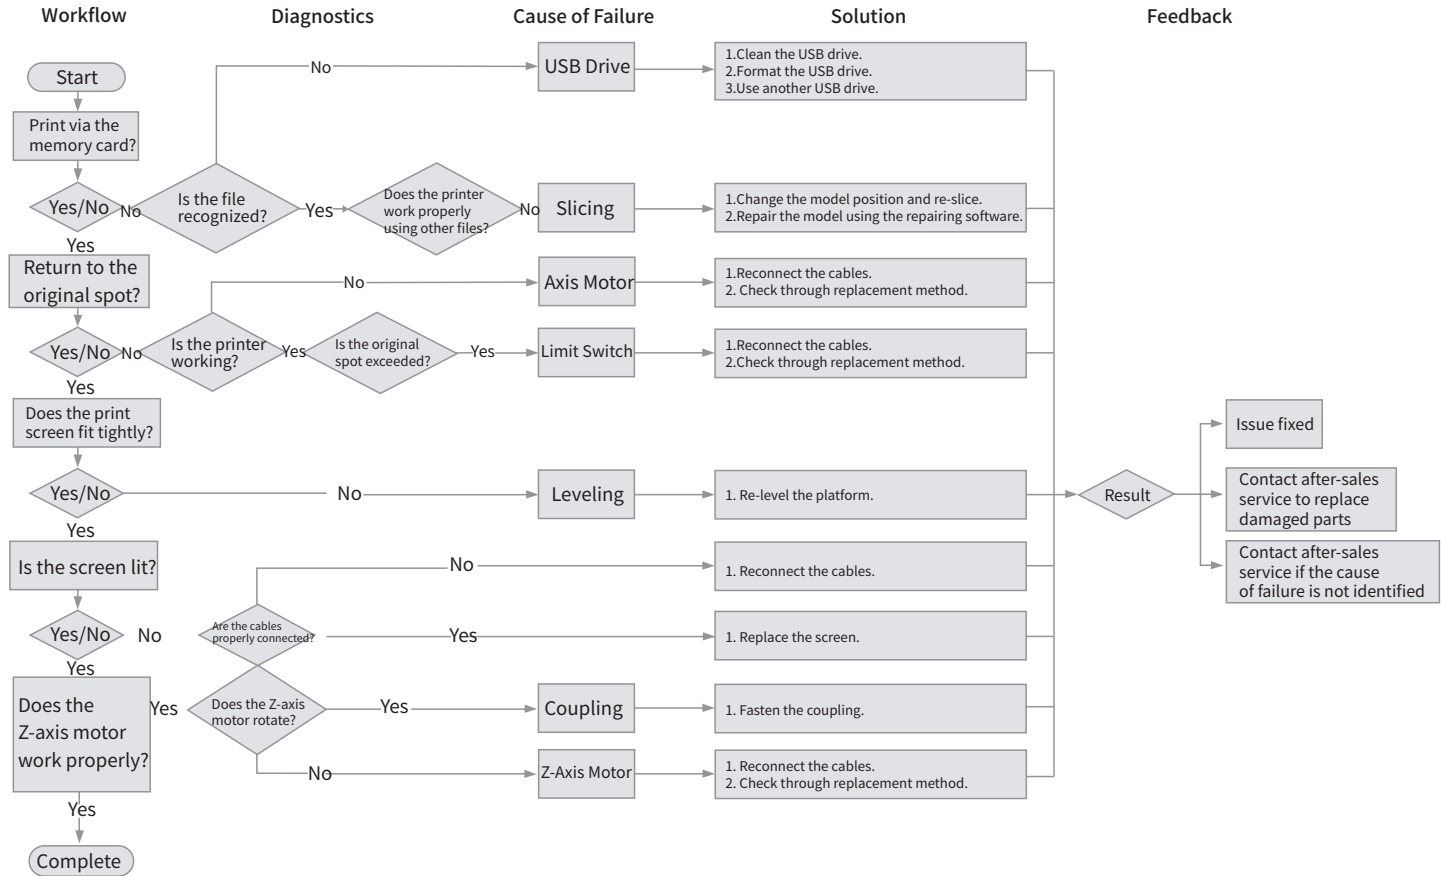 Workflow
Diagnostics
Cause of Failure
Solution
Feedback
Start
Print via the
memory card?
Yes/No
No
Is the file
recognized?
No
Yes
Does the printer
work properly
using other files?
No
USB Drive
1.Clean the USB drive.
2.Format the USB drive.
3.Use another USB drive.
Slicing
1.Change the model position and re-slice.
2.Repair the model using the repairing software.
Yes
Return to the
original spot?
Yes/No
No
Is the printer
working?
No
Axis Motor
1.Reconnect the cables.
2. Check through replacement method.
Yes
Is the original
spot exceeded?
Yes
Limit Switch
1.Reconnect the cables.
2.Check through replacement method.
Yes
Does the print
screen fit tightly?
Yes/No
No
Leveling
1. Re-level the platform.
Yes
Is the screen lit?
Yes/No
No
Are the cables
properly connected?
No
1. Reconnect the cables.
Yes
1. Replace the screen.
Yes
Does the
Z-axis motor
work properly?
Yes
Does the Z-axis
motor rotate?
Yes
Coupling
1. Fasten the coupling.
No
Z-Axis Motor
1. Reconnect the cables.
2. Check through replacement method.
Yes
Complete
Result
Issue fixed
Contact after-sales
service to replace
damaged parts
Contact after-sales
service if the cause
of failure is not identified